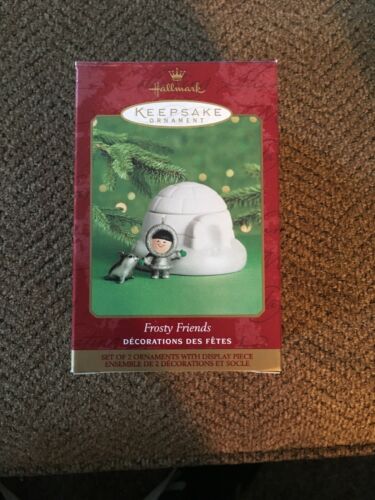 Hallmark
KEEPSAKE
ORNAMENT
Frosty Friends
DÉCORATIONS DES FÊTES
SET OF 2 ORNAMENTS WITH DISPLAY PIECE
ENSEMBLE DE 2 DÉCORATIONS ET SOCLE